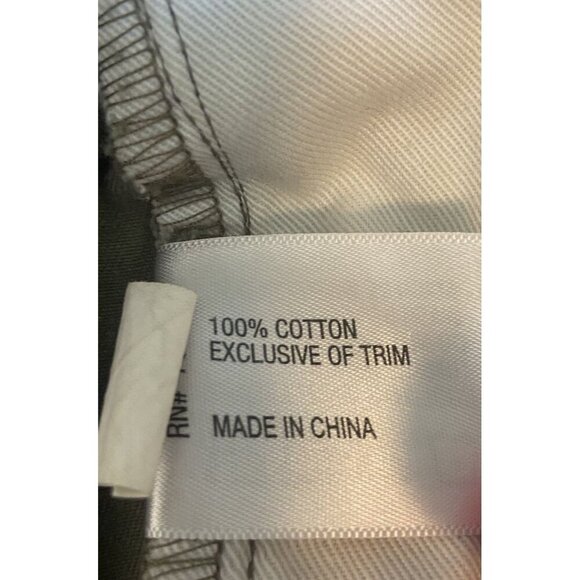 100% COTTON
EXCLUSIVE OF TRIM
MADE IN CHINA
RN#